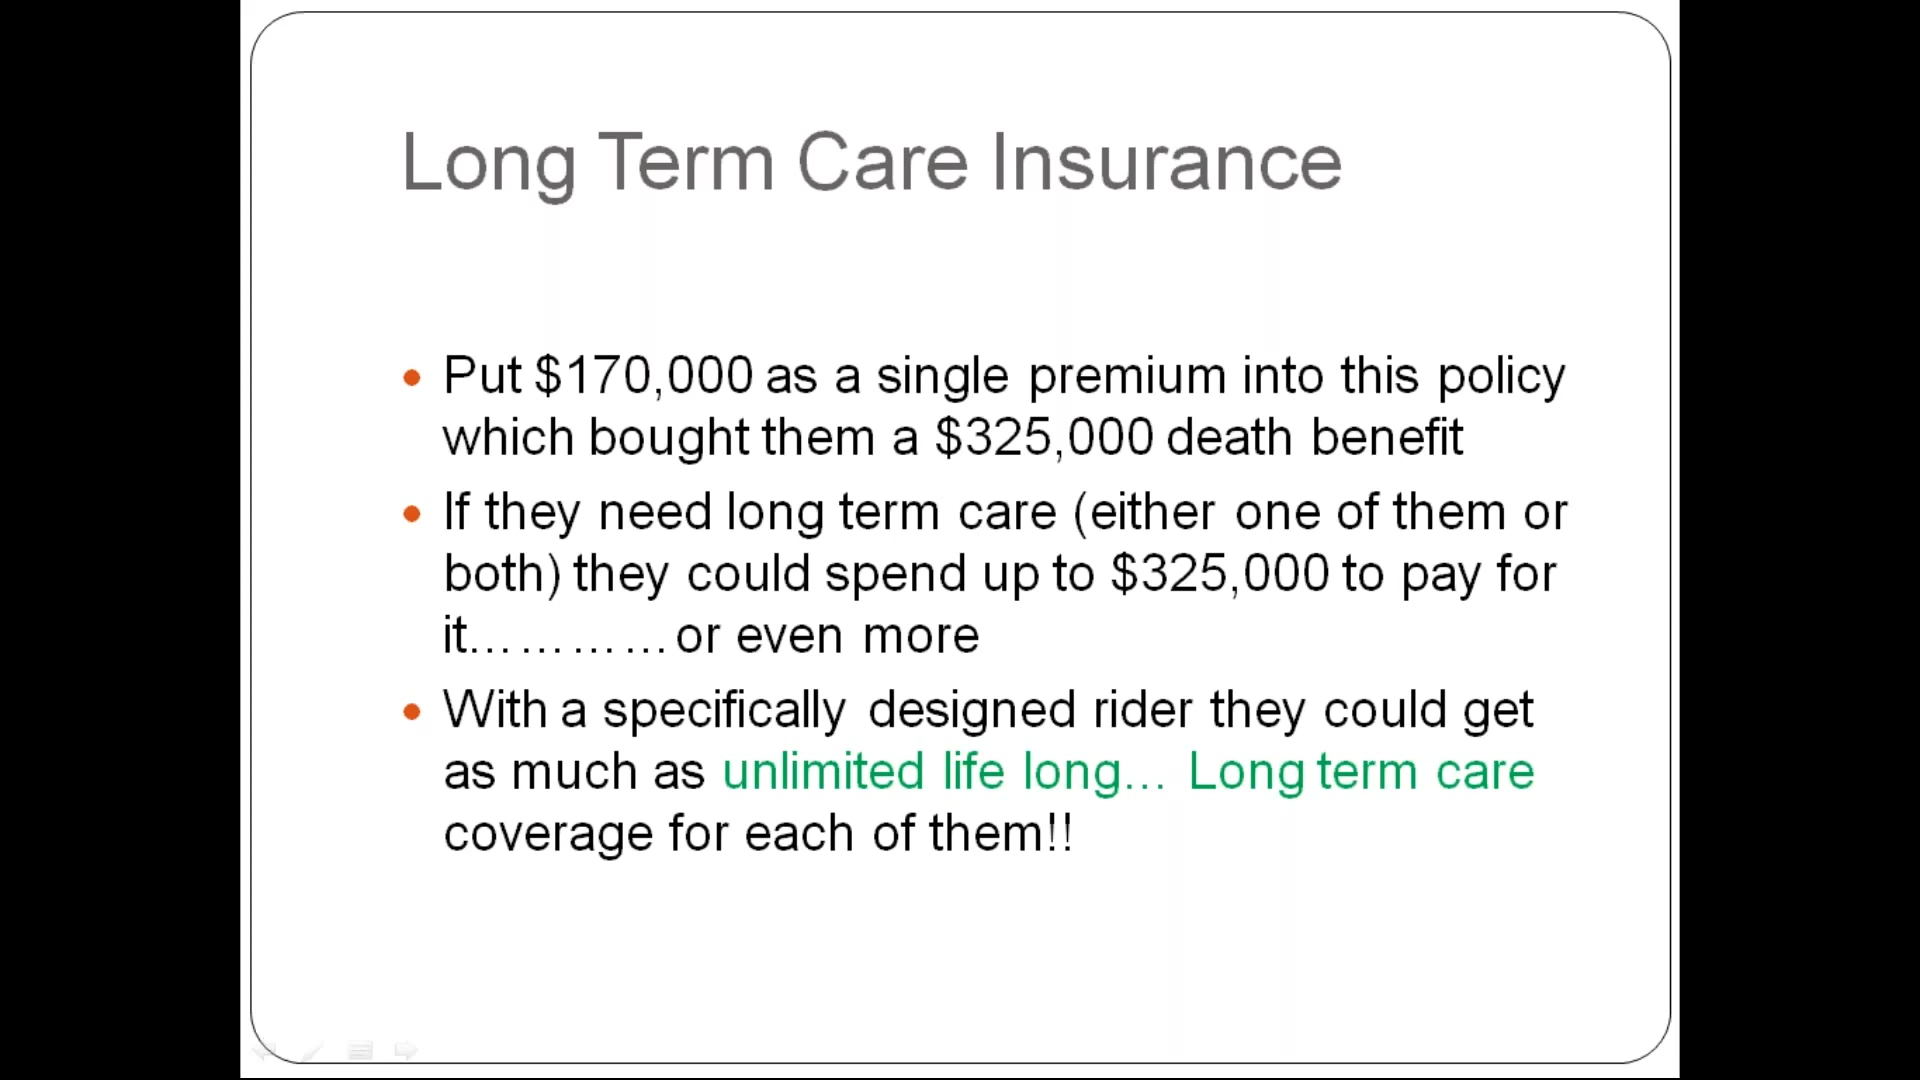 Long Term Care Insurance
Put $170,000 as a single premium into this policy
which bought them a $325,000 death benefit
If they need long term care (either one of them or
both) they could spend up to $325,000 to pay for
it…………or even more
With a specifically designed rider they could get
as much as unlimited life long… Long term care
coverage for each of them!!